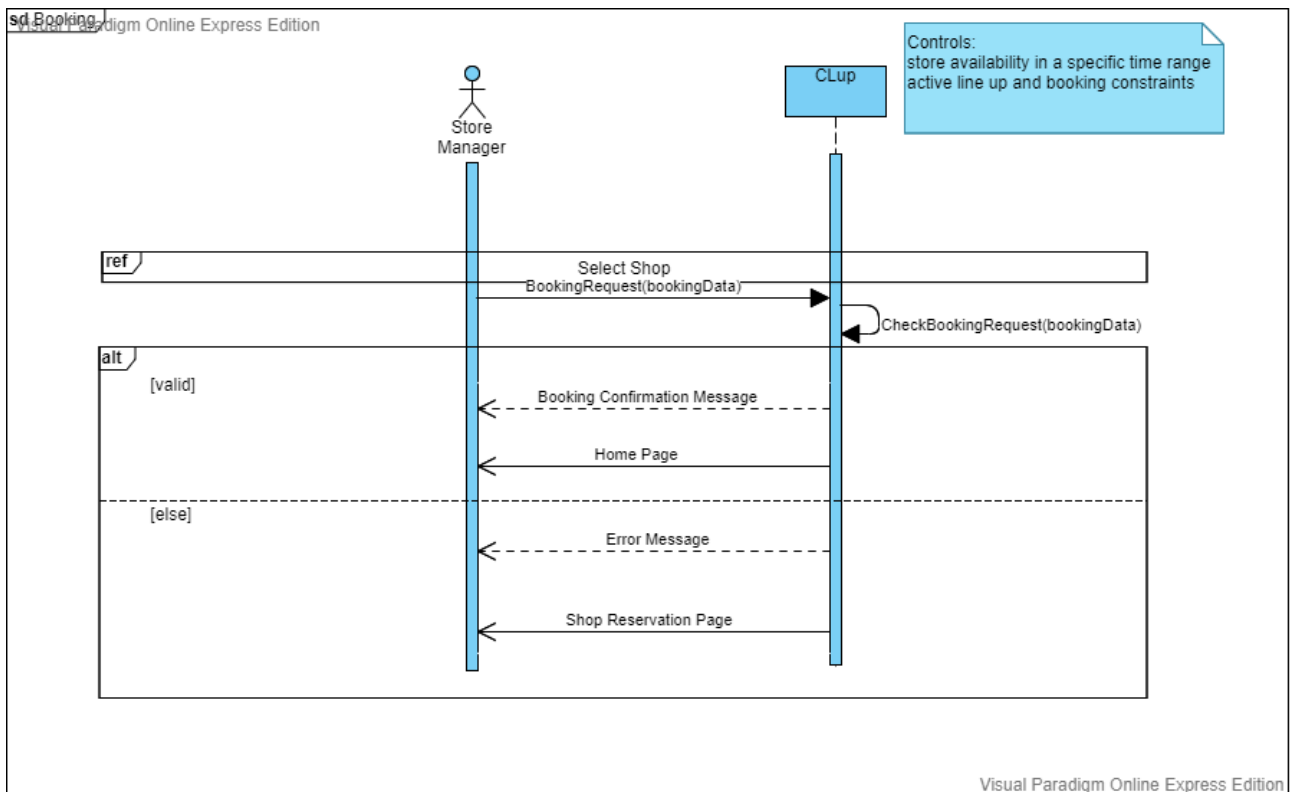 sd Booking
Visual Paradigm Online Express Edition
Controls:
store availability in a specific time range
active line up and booking constraints
CLup
Store
Manager
ref
Select Shop
BookingRequest(bookingData)
CheckBookingRequest(bookingData)
alt
[valid]
Booking Confirmation Message
Home Page
[else]
Error Message
Shop Reservation Page
Visual Paradigm Online Express Edition